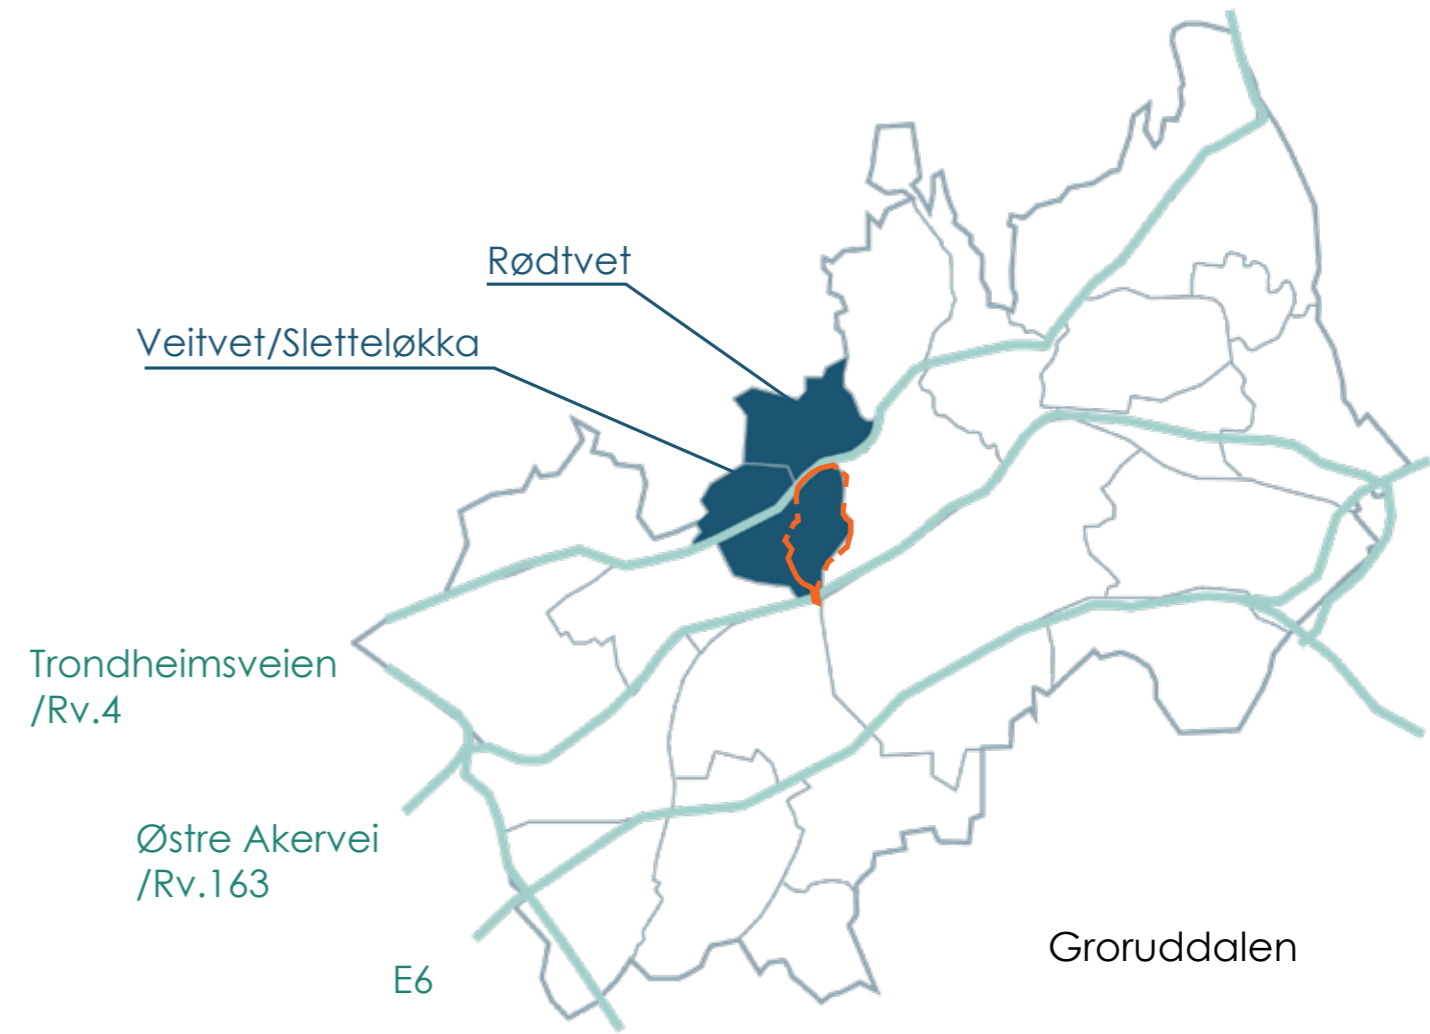 Rødtvet
Veitvet/Sletteløkka
Trondheimsveien
/Rv.4
Østre Akervei
/Rv.163
E6
Groruddalen